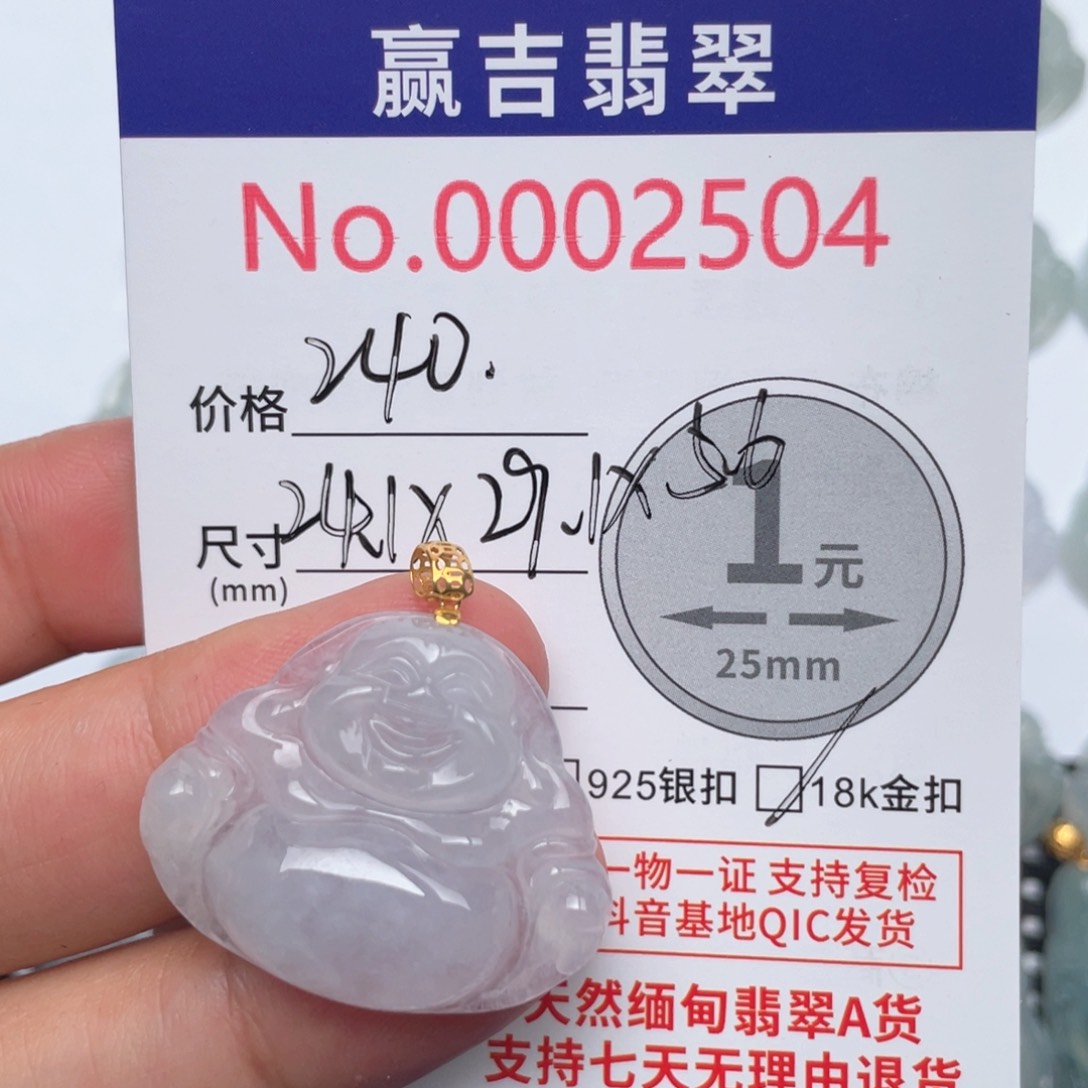 赢吉翡翠
No.0002504
价格 240.
尺寸 24.1X29.1X5.6
(mm)
1元
25mm
925银扣 18k金扣
一物一证 支持复检
抖音基地QIC发货
天然缅甸翡翠A货
支持七天无理由退货